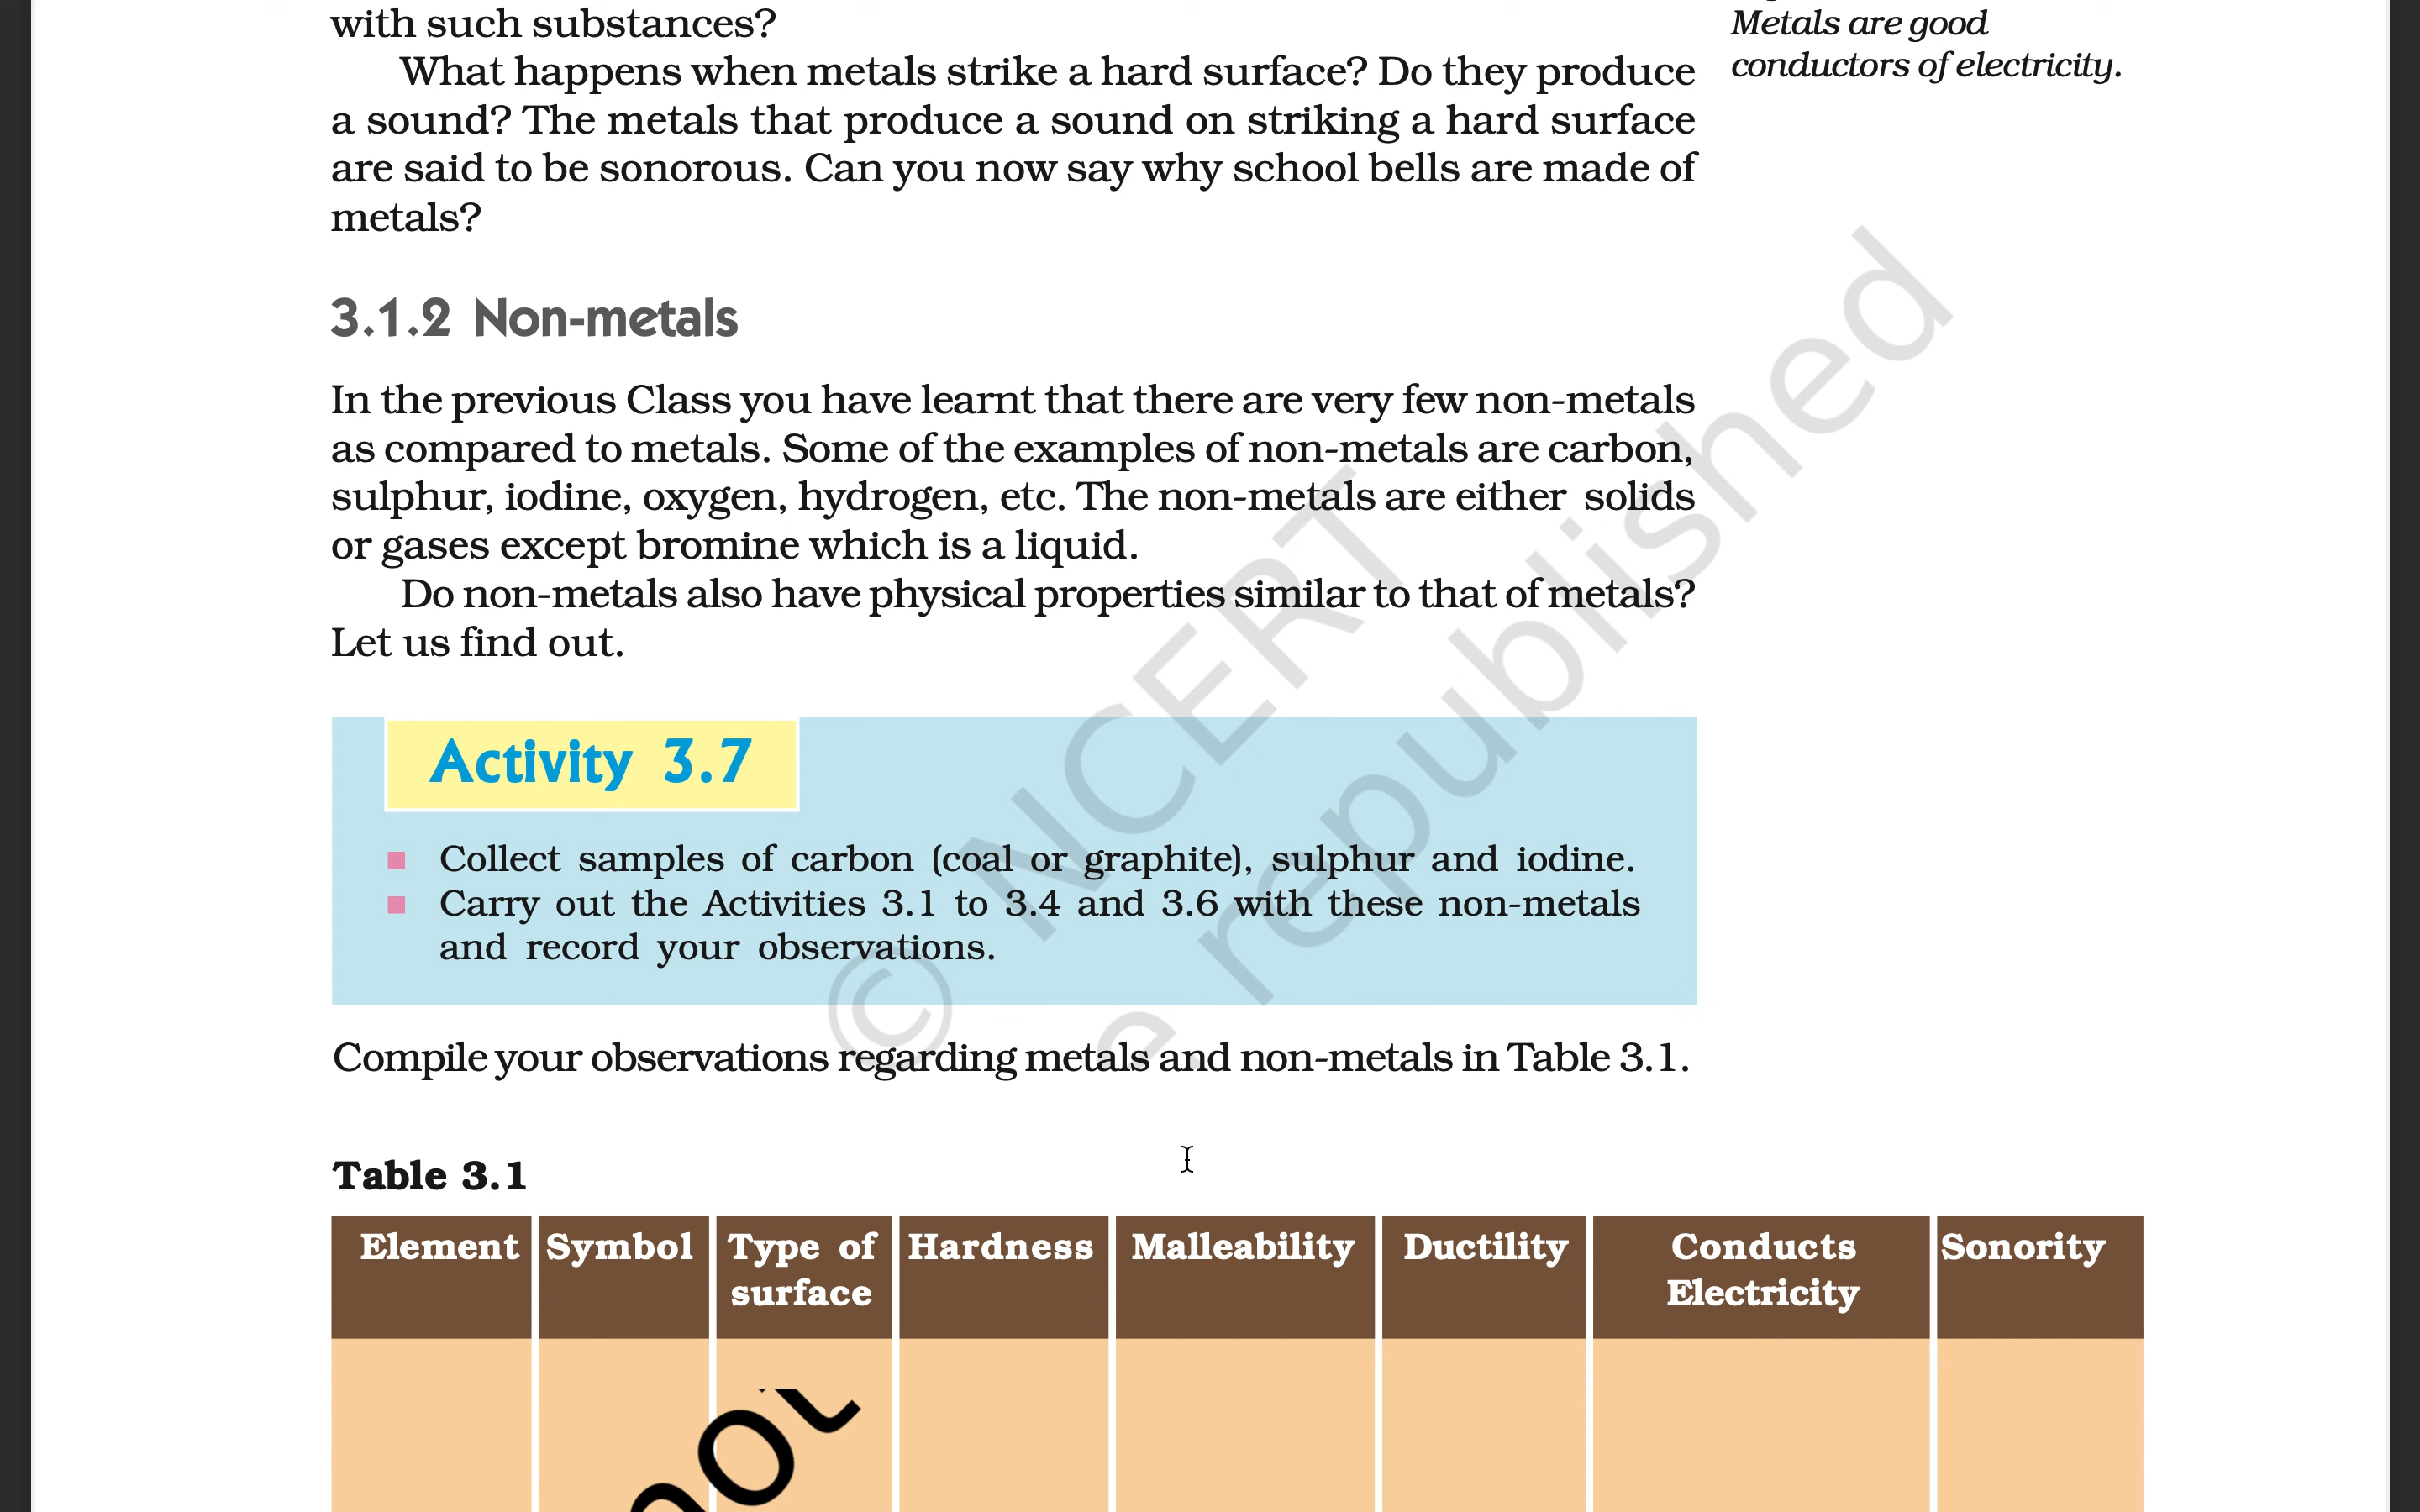 with such substances?
What happens when metals strike a hard surface? Do they produce
a sound? The metals that produce a sound on striking a hard surface
are said to be sonorous. Can you now say why school bells are made of
metals?
Metals are good
conductors of electricity.
3.1.2 Non-metals
In the previous Class you have learnt that there are very few non-metals
as compared to metals. Some of the examples of non-metals are carbon,
sulphur, iodine, oxygen, hydrogen, etc. The non-metals are either solids
or gases except bromine which is a liquid.
Do non-metals also have physical properties similar to that of metals?
Let us find out.
Activity 3.7
■ Collect samples of carbon (coal or graphite), sulphur and iodine.
■ Carry out the Activities 3.1 to 3.4 and 3.6 with these non-metals
and record your observations.
Compile your observations regarding metals and non-metals in Table 3.1.
Table 3.1
Element Symbol Type of surface Hardness Malleability Ductility Conducts Electricity Sonority
© NCERT
republished